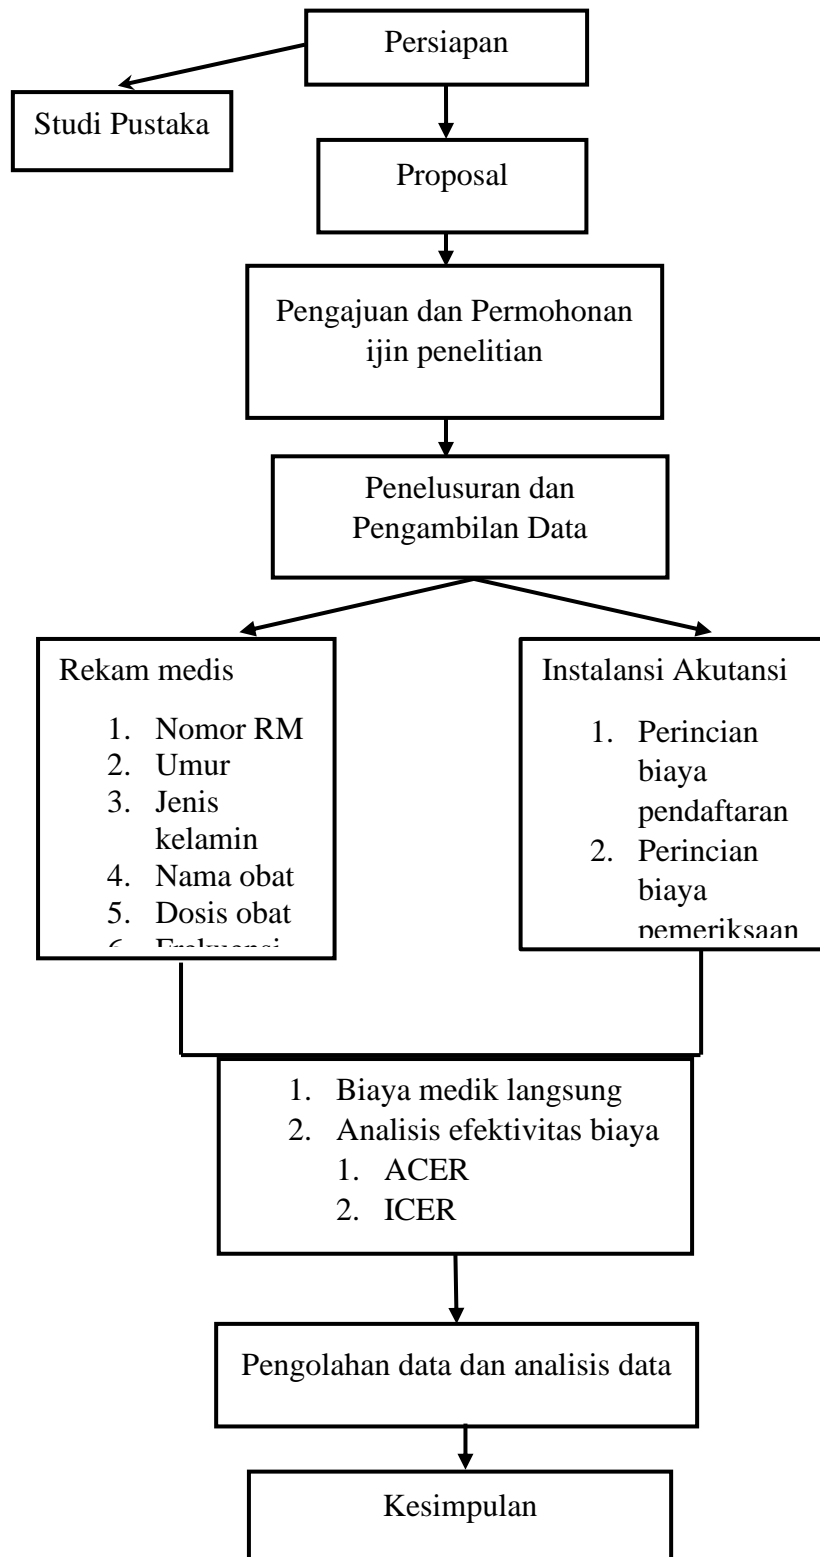 Persiapan
Studi Pustaka
Proposal
Pengajuan dan Permohonan
ijin penelitian
Penelusuran dan
Pengambilan Data
Rekam medis
1. Nomor RM
2. Umur
3. Jenis
kelamin
4. Nama obat
5. Dosis obat
Instalansi Akutansi
1. Perincian
biaya
pendaftaran
2. Perincian
biaya
pemeriksaan
1. Biaya medik langsung
2. Analisis efektivitas biaya
1. ACER
2. ICER
Pengolahan data dan analisis data
Kesimpulan